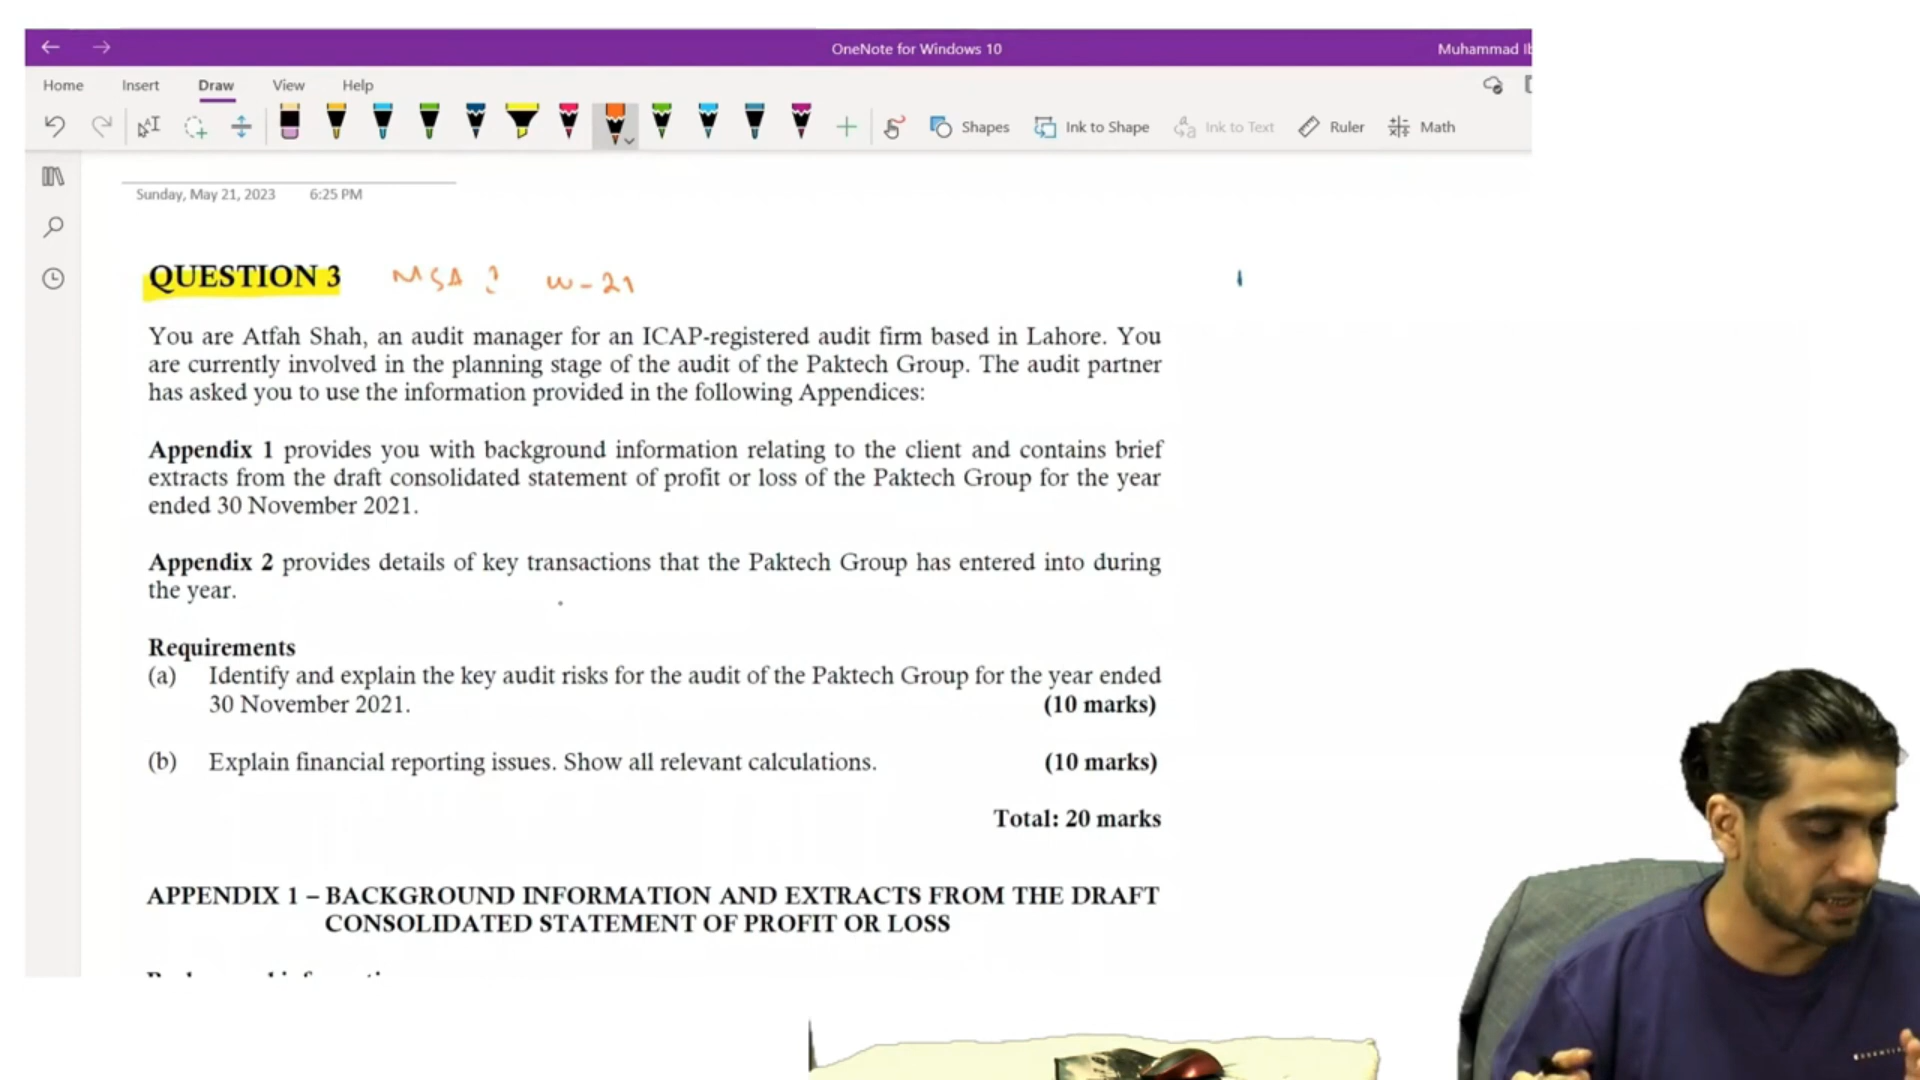 OneNote for Windows 10
Muhammad Ib
Home Insert Draw View Help
Shapes Ink to Shape Ink to Text Ruler Math
Sunday, May 21, 2023 6:25 PM
QUESTION 3 MSA 2 W-21
You are Atfah Shah, an audit manager for an ICAP-registered audit firm based in Lahore. You
are currently involved in the planning stage of the audit of the Paktech Group. The audit partner
has asked you to use the information provided in the following Appendices:
Appendix 1 provides you with background information relating to the client and contains brief
extracts from the draft consolidated statement of profit or loss of the Paktech Group for the year
ended 30 November 2021.
Appendix 2 provides details of key transactions that the Paktech Group has entered into during
the year.
Requirements
(a) Identify and explain the key audit risks for the audit of the Paktech Group for the year ended
30 November 2021. (10 marks)
(b) Explain financial reporting issues. Show all relevant calculations. (10 marks)
Total: 20 marks
APPENDIX 1 – BACKGROUND INFORMATION AND EXTRACTS FROM THE DRAFT
CONSOLIDATED STATEMENT OF PROFIT OR LOSS